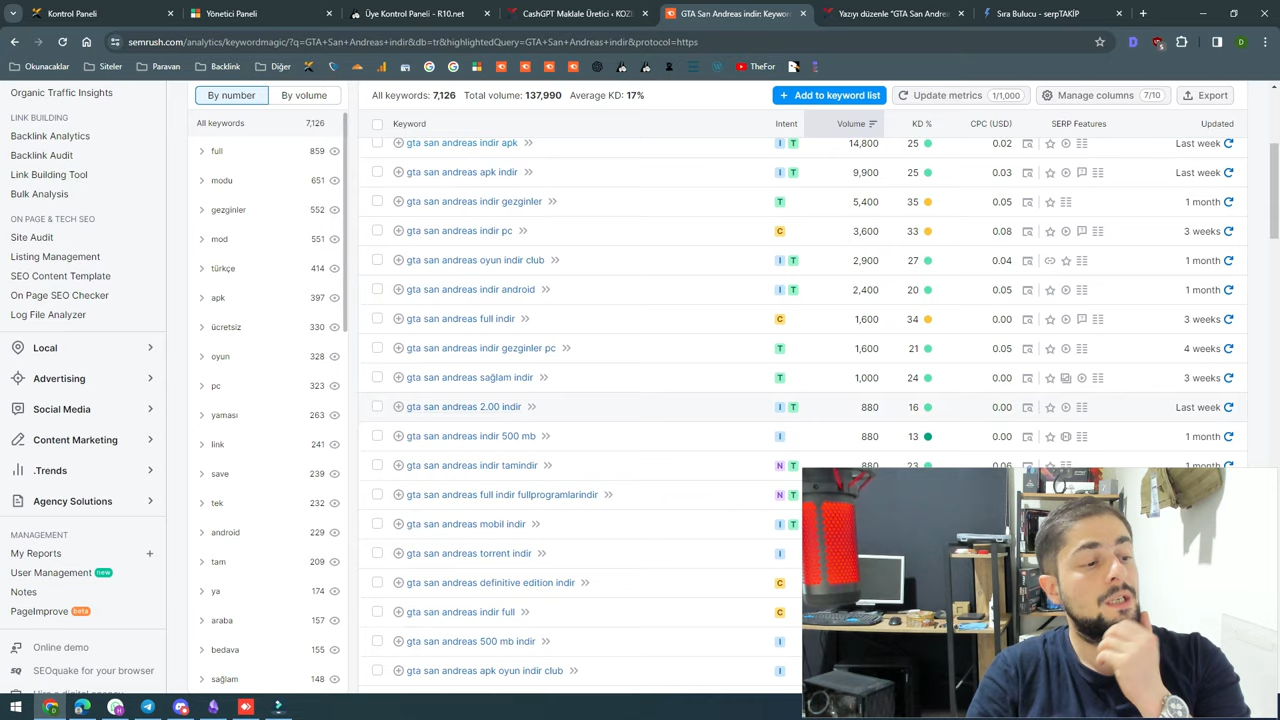 Kontrol Paneli
Yönetici Paneli
Üye Kontrol Paneli - R10.net
CashGPT Makale Üretici ‹ KOZI
GTA San Andreas indir: Keywor
Yazıyı düzenle "GTA San Andre
Sıra Bulucu - serpTAKİP
semrush.com/analytics/keywordmagic/?q=GTA+San+Andreas+indir&db=tr&highlightedQuery=GTA+San+Andreas+indir&protocol=https
Okunacaklar
Siteler
Paravan
Backlink
Diğer
TheFor
Organic Traffic Insights
LINK BUILDING
Backlink Analytics
Backlink Audit
Link Building Tool
Bulk Analysis
ON PAGE & TECH SEO
Site Audit
Listing Management
SEO Content Template
On Page SEO Checker
Log File Analyzer
Local
Advertising
Social Media
Content Marketing
.Trends
Agency Solutions
MANAGEMENT
My Reports
User Management new
Notes
PageImprove beta
Online demo
SEOquake for your browser
By number By volume
All keywords 7,126
full 859
modu 651
gezginler 552
mod 551
türkçe 414
apk 397
ücretsiz 330
oyun 328
pc 323
yaması 263
link 241
save 239
tek 232
android 229
tam 209
ya 174
araba 157
bedava 155
sağlam 148
All keywords: 7,126 Total volume: 137,990 Average KD: 17%
+ Add to keyword list
Update metrics 1/1,000
Manage columns 7/10
Export
Keyword Intent Volume KD % CPC (USD) SERP Features Updated
gta san andreas indir apk I T 14,800 25 0.02 Last week
gta san andreas apk indir I T 9,900 25 0.03 Last week
gta san andreas indir gezginler T 5,400 35 0.05 1 month
gta san andreas indir pc C 3,600 33 0.08 3 weeks
gta san andreas oyun indir club I T 2,900 27 0.04 1 month
gta san andreas indir android I T 2,400 20 0.05 1 month
gta san andreas full indir C 1,600 34 0.00 3 weeks
gta san andreas indir gezginler pc T 1,600 21 0.05 4 weeks
gta san andreas sağlam indir T 1,000 24 0.00 3 weeks
gta san andreas 2.00 indir I T 880 16 0.00 Last week
gta san andreas indir 500 mb I 880 13 0.00 1 month
gta san andreas indir tamindir N T 880 23 0.06 1 month
gta san andreas full indir fullprogramlarindir N T
gta san andreas mobil indir I T
gta san andreas torrent indir I
gta san andreas definitive edition indir C
gta san andreas indir full C
gta san andreas 500 mb indir I
gta san andreas apk oyun indir club I